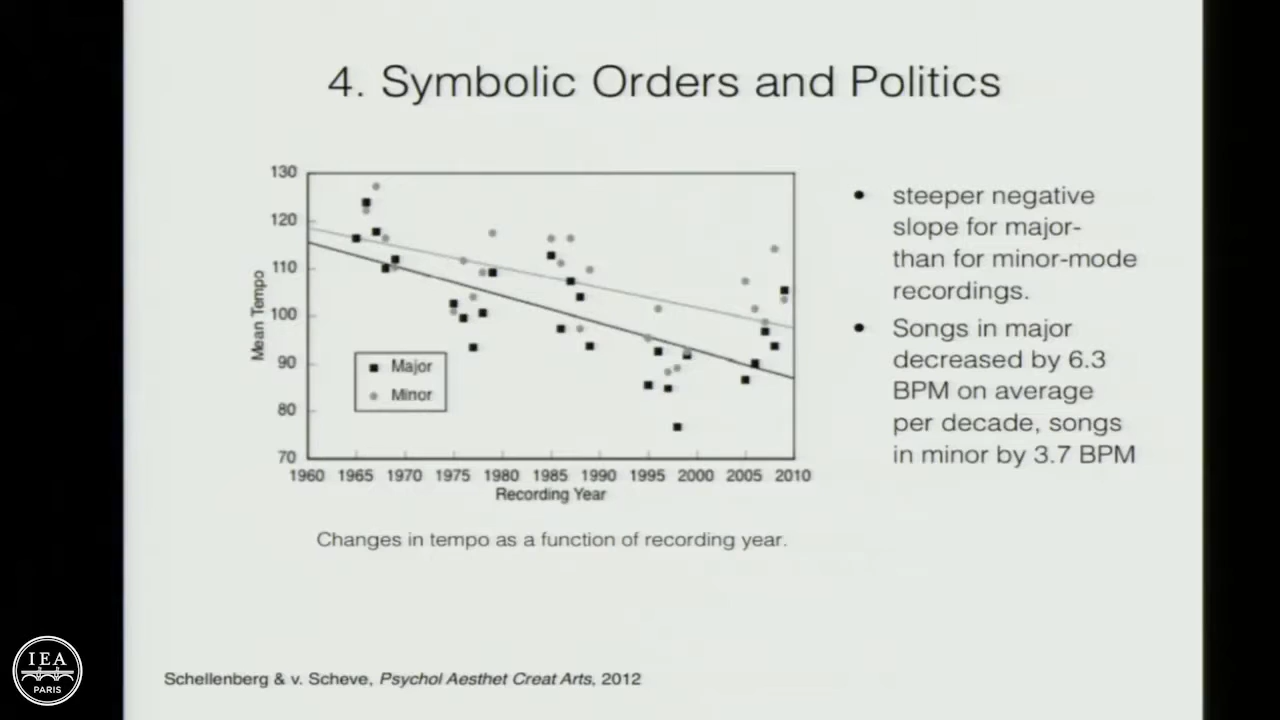 4. Symbolic Orders and Politics
130
120
110
100
90
80
70
Mean Tempo
Major
Minor
1960 1965 1970 1975 1980 1985 1990 1995 2000 2005 2010
Recording Year
Changes in tempo as a function of recording year.
• steeper negative
slope for major-
than for minor-mode
recordings.
• Songs in major
decreased by 6.3
BPM on average
per decade, songs
in minor by 3.7 BPM
Schellenberg & v. Scheve, Psychol Aesthet Creat Arts, 2012
IEA
PARIS